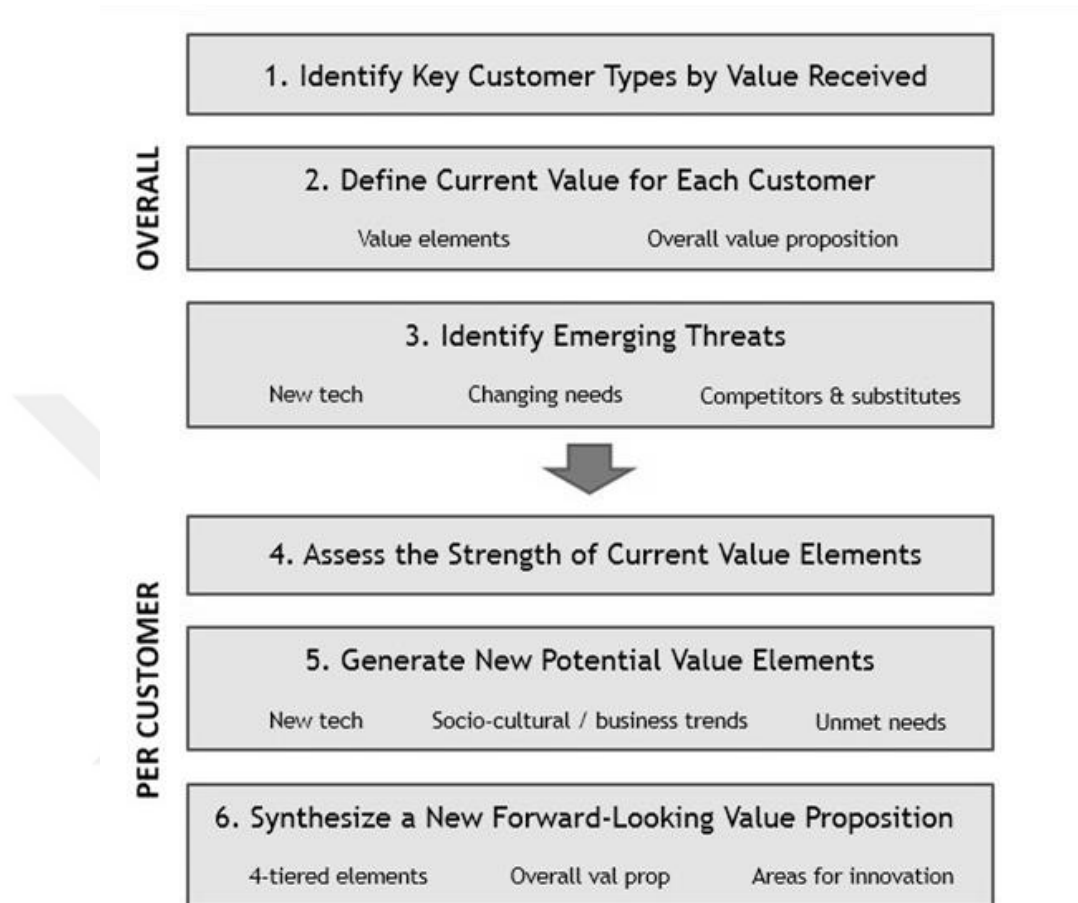 OVERALL
1. Identify Key Customer Types by Value Received
2. Define Current Value for Each Customer
Value elements Overall value proposition
3. Identify Emerging Threats
New tech Changing needs Competitors & substitutes
PER CUSTOMER
4. Assess the Strength of Current Value Elements
5. Generate New Potential Value Elements
New tech Socio-cultural / business trends Unmet needs
6. Synthesize a New Forward-Looking Value Proposition
4-tiered elements Overall val prop Areas for innovation